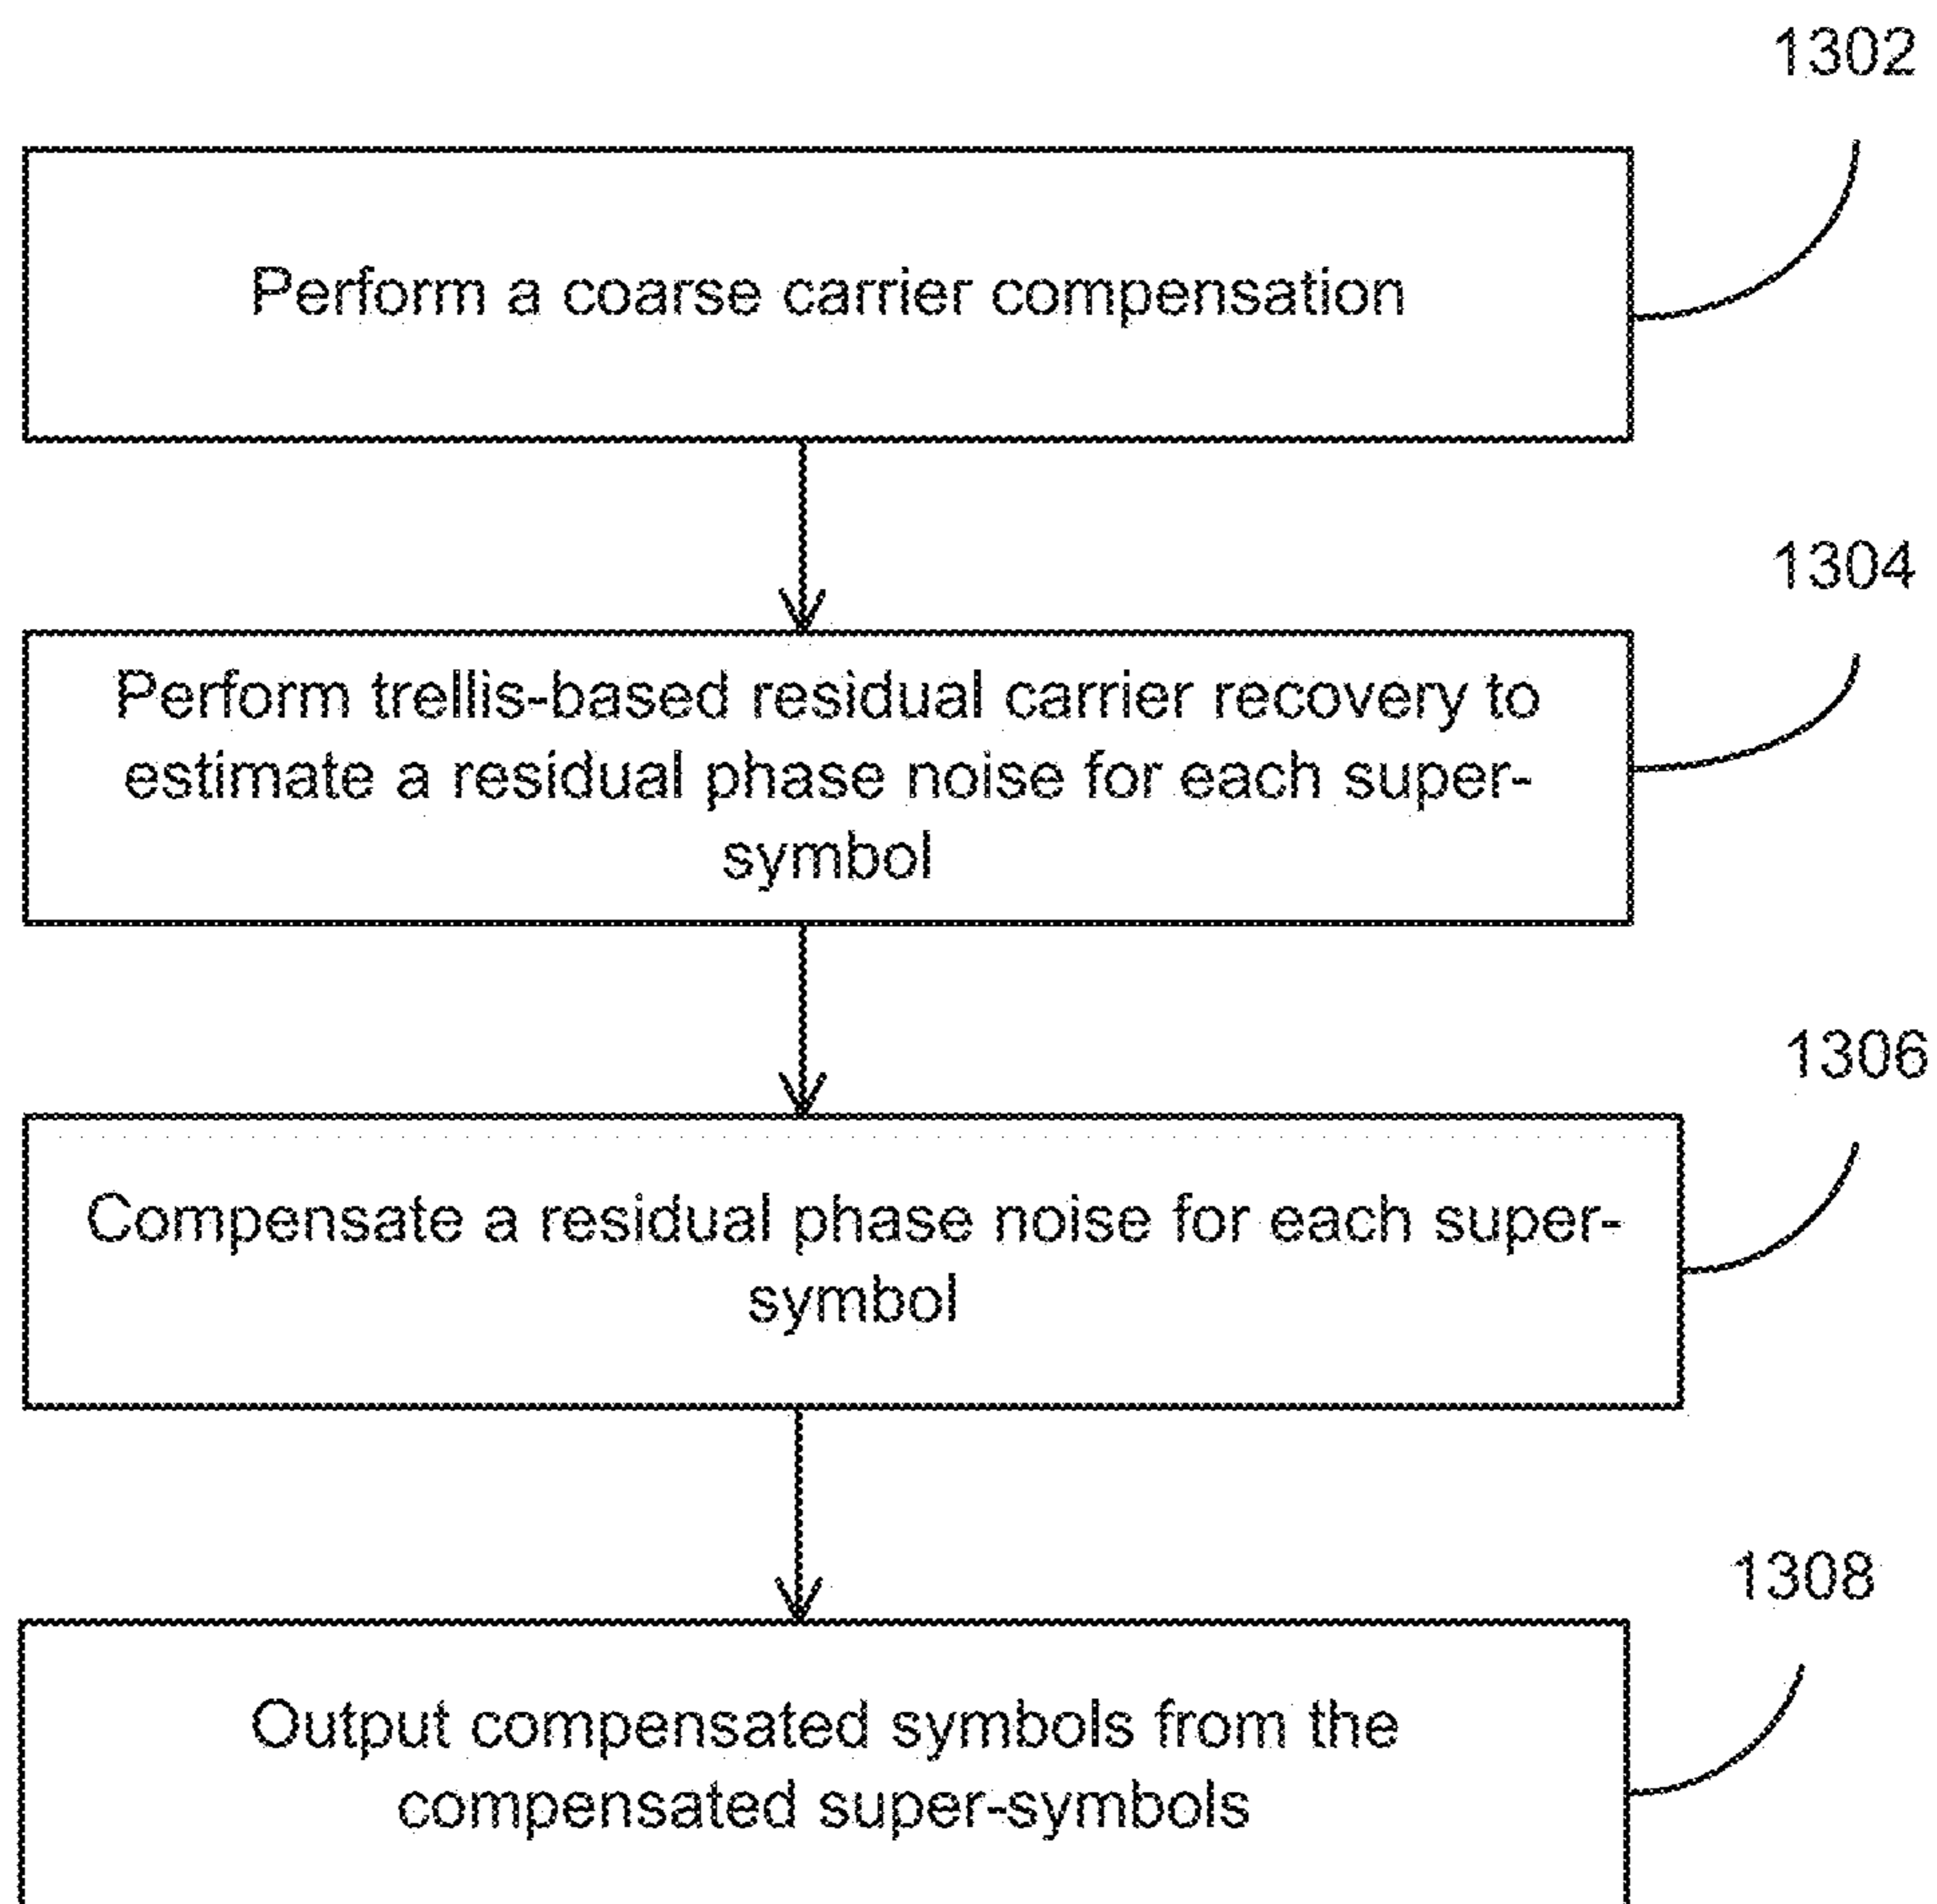 1302
Perform a coarse carrier compensation
1304
Perform trellis-based residual carrier recovery to
estimate a residual phase noise for each super-
symbol
1306
Compensate a residual phase noise for each super-
symbol
1308
Output compensated symbols from the
compensated super-symbols